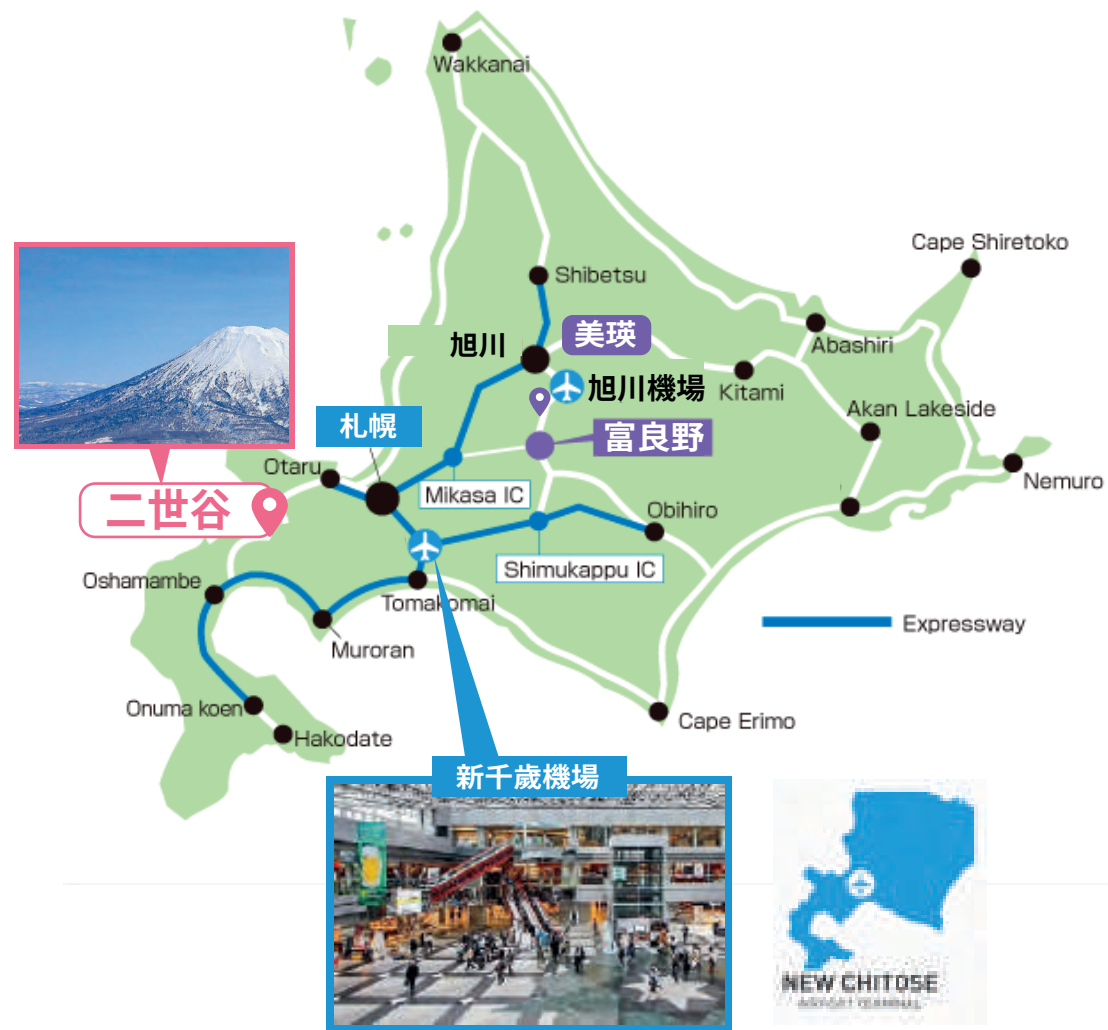 Wakkanai
Cape Shiretoko
Shibetsu
美瑛
旭川
Abashiri
旭川機場
Kitami
Akan Lakeside
札幌
富良野
Otaru
Nemuro
Mikasa IC
二世谷
Obihiro
Shimukappu IC
Oshamambe
Tomakomai
Expressway
Muroran
Onuma koen
Cape Erimo
Hakodate
新千歳機場
NEW CHITOSE
AIRPORT TERMINAL